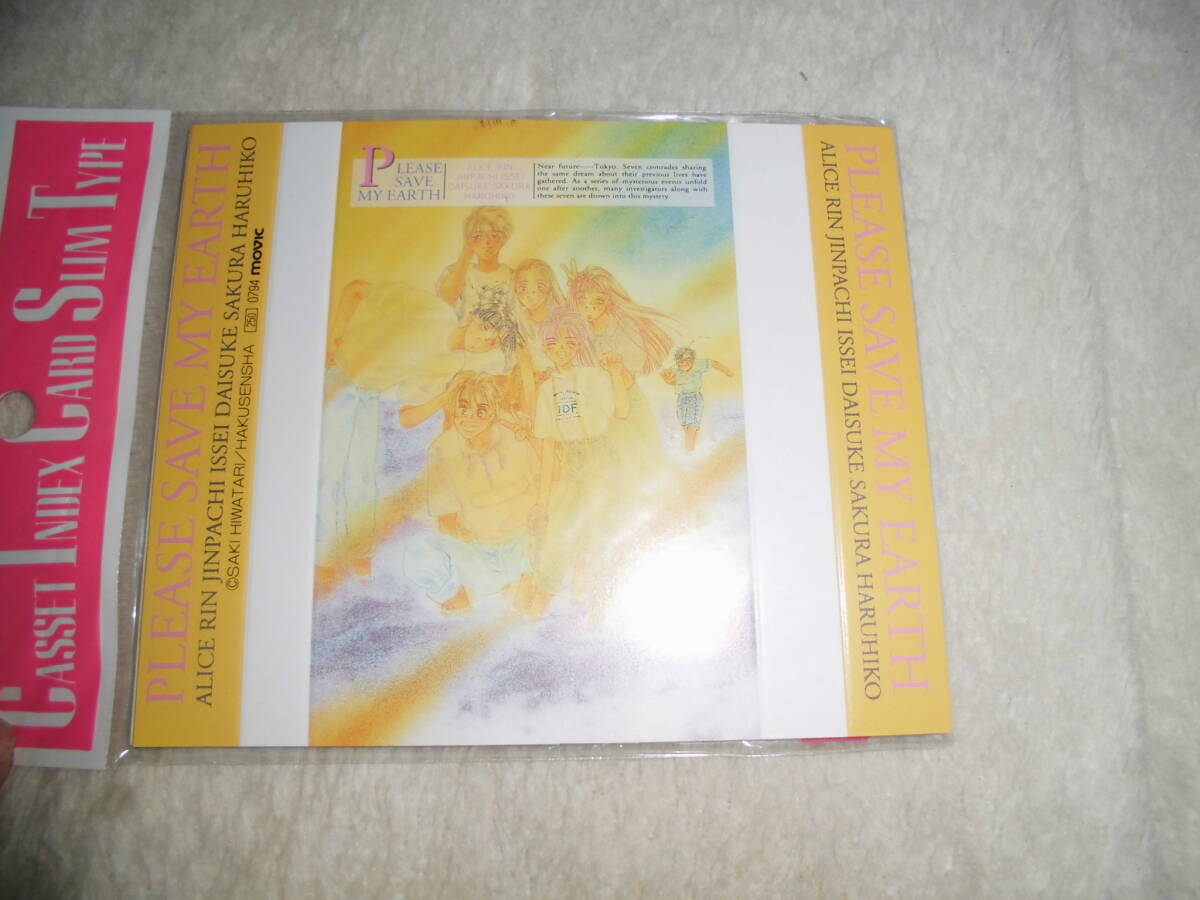 CASSET INDEX CARD SLIM TYPE
PLEASE SAVE MY EARTH
ALICE RIN JINPACHI ISSEI DAISUKE SAKURA HARUHIKO
©SAKI HIWATARI/HAKUSENSHA 250 0794 movic
PLEASE
SAVE
MY EARTH
ALICE RIN
JINPACHI ISSEI
DAISUKE SAKURA
HARUHIKO
Near future——Tokyo. Seven comrades sharing
the same dream about their previous lives have
gathered. As a series of mysterious events unfold
one after another, many investigators along with
these seven are drown into this mystery.
IDF
PLEASE SAVE MY EARTH
ALICE RIN JINPACHI ISSEI DAISUKE SAKURA HARUHIKO